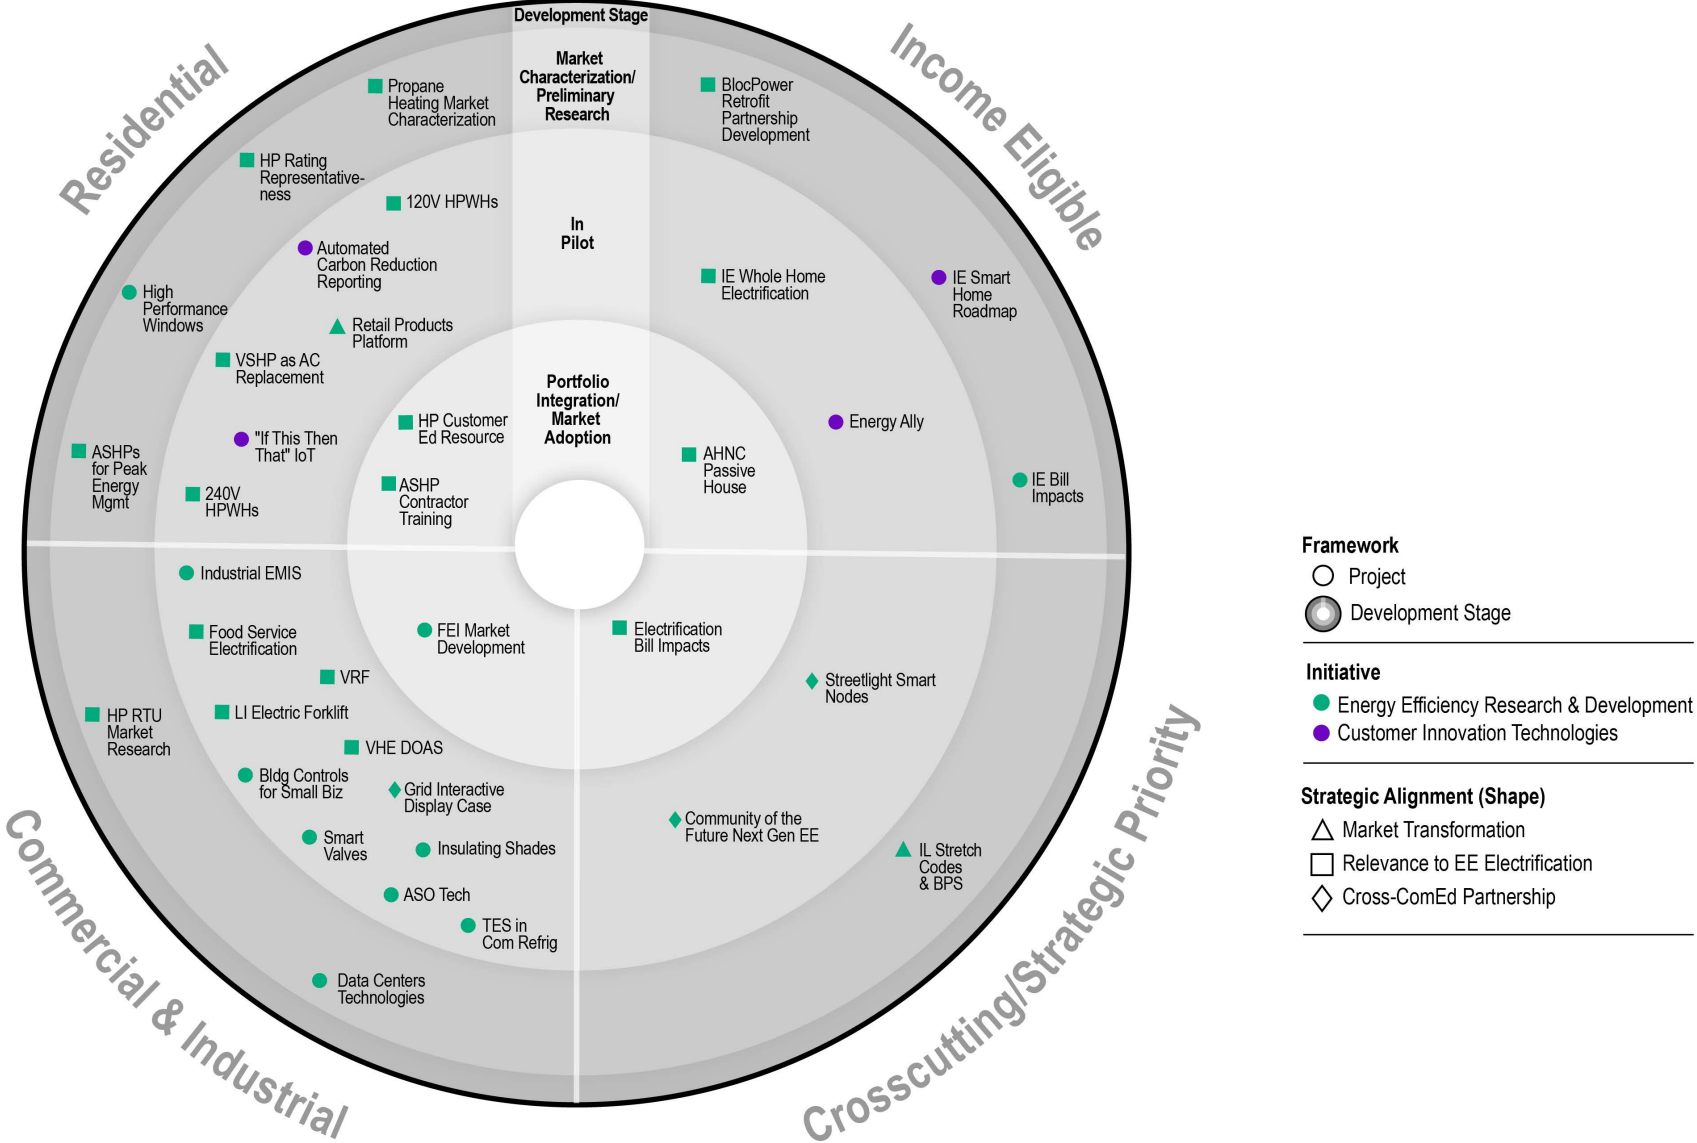 Development Stage
Market
Characterization/
Preliminary
Research
In
Pilot
Portfolio
Integration/
Market
Adoption
Residential
Propane
Heating Market
Characterization
HP Rating
Representative-
ness
120V HPWHs
Automated
Carbon Reduction
Reporting
High
Performance
Windows
Retail Products
Platform
VSHP as AC
Replacement
HP Customer
Ed Resource
"If This Then
That" IoT
ASHPs
for Peak
Energy
Mgmt
240V
HPWHs
ASHP
Contractor
Training
Income Eligible
BlocPower
Retrofit
Partnership
Development
IE Whole Home
Electrification
IE Smart
Home
Roadmap
Energy Ally
AHNC
Passive
House
IE Bill
Impacts
Commercial & Industrial
Industrial EMIS
Food Service
Electrification
FEI Market
Development
VRF
LI Electric Forklift
HP RTU
Market
Research
VHE DOAS
Bldg Controls
for Small Biz
Grid Interactive
Display Case
Smart
Valves
Insulating Shades
ASO Tech
TES in
Com Refrig
Data Centers
Technologies
Crosscutting/Strategic Priority
Electrification
Bill Impacts
Streetlight Smart
Nodes
Community of the
Future Next Gen EE
IL Stretch
Codes
& BPS
Framework
Project
Development Stage
Initiative
Energy Efficiency Research & Development
Customer Innovation Technologies
Strategic Alignment (Shape)
Market Transformation
Relevance to EE Electrification
Cross-ComEd Partnership